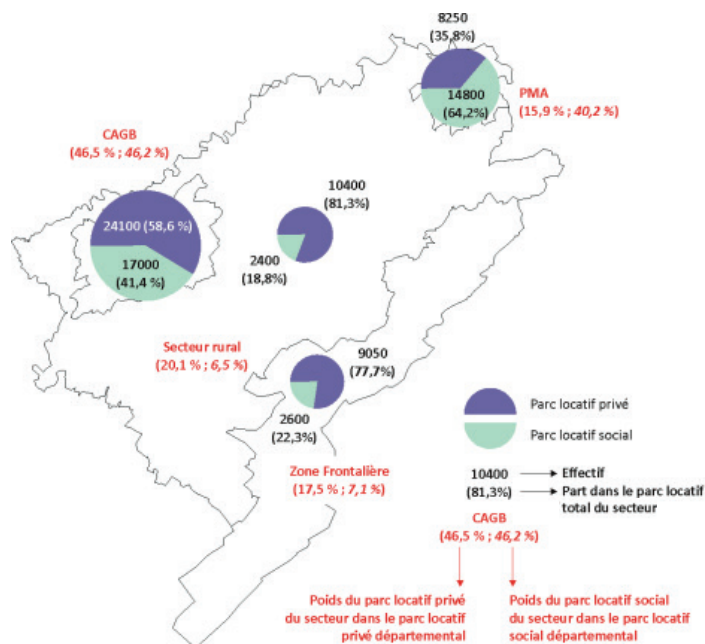 8250
(35,8%)
14800
(64,2%)
PMA
(15,9 % ; 40,2 %)
CAGB
(46,5 % ; 46,2 %)
10400
(81,3%)
24100 (58,6 %)
17000
(41,4 %)
2400
(18,8%)
Secteur rural
(20,1 % ; 6,5 %)
9050
(77,7%)
2600
(22,3%)
Zone Frontalière
(17,5 % ; 7,1 %)
Parc locatif privé
Parc locatif social
10400 Effectif
(81,3%) Part dans le parc locatif
total du secteur
CAGB
(46,5 % ; 46,2 %)
Poids du parc locatif privé
du secteur dans le parc locatif
privé départemental
Poids du parc locatif social
du secteur dans le parc locatif
social départemental